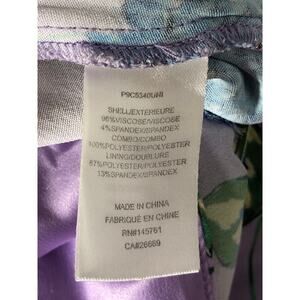 SHELL/EXTERIEURE
96%VISCOSE/VISCOSE
4%SPANDEX/SPANDEX
COMBO/COMBO
100%POLYESTER/POLYESTER
LINING/DOUBLURE
87%POLYESTER/POLYESTER
13%SPANDEX/SPANDEX
MADE IN CHINA
FABRIQUÉ EN CHINE
RN#145761
CA#26669